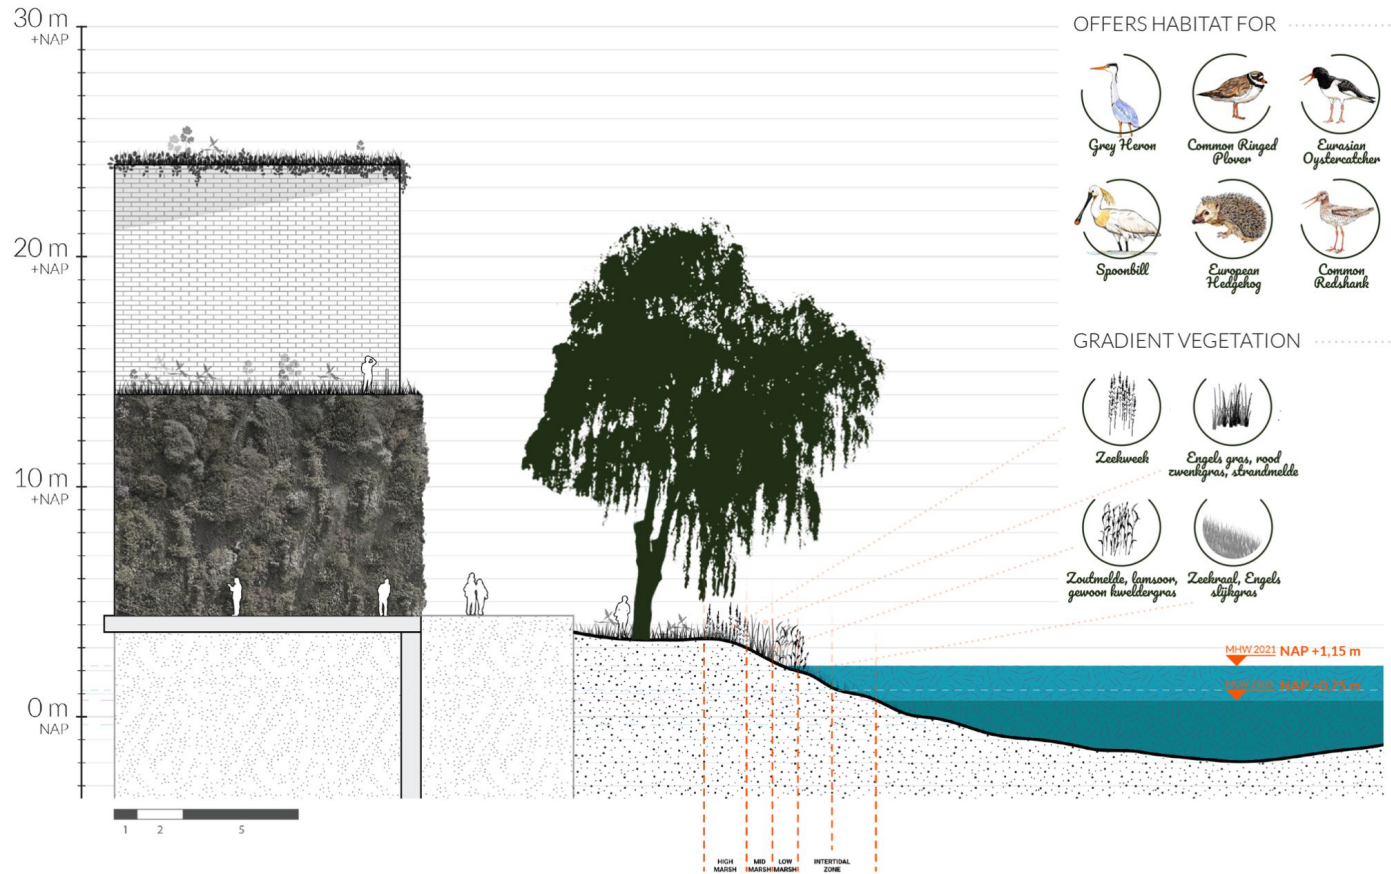 30 m
+NAP
20 m
+NAP
10 m
+NAP
0 m
NAP
1 2 5
OFFERS HABITAT FOR
Grey Heron
Common Ringed
Plover
Eurasian
Oystercatcher
Spoonbill
European
Hedgehog
Common
Redshank
GRADIENT VEGETATION
Zeekweek
Engels gras, rood
zwenkgras, strandmelde
Zoutmelde, lamsoor,
gewoon kweldergras
Zeekraal, Engels
slijkgras
MHW 2021 NAP +1,15 m
NAP +0,75 m
HIGH
MARSH
MID
MARSH
LOW
MARSH
INTERTIDAL
ZONE